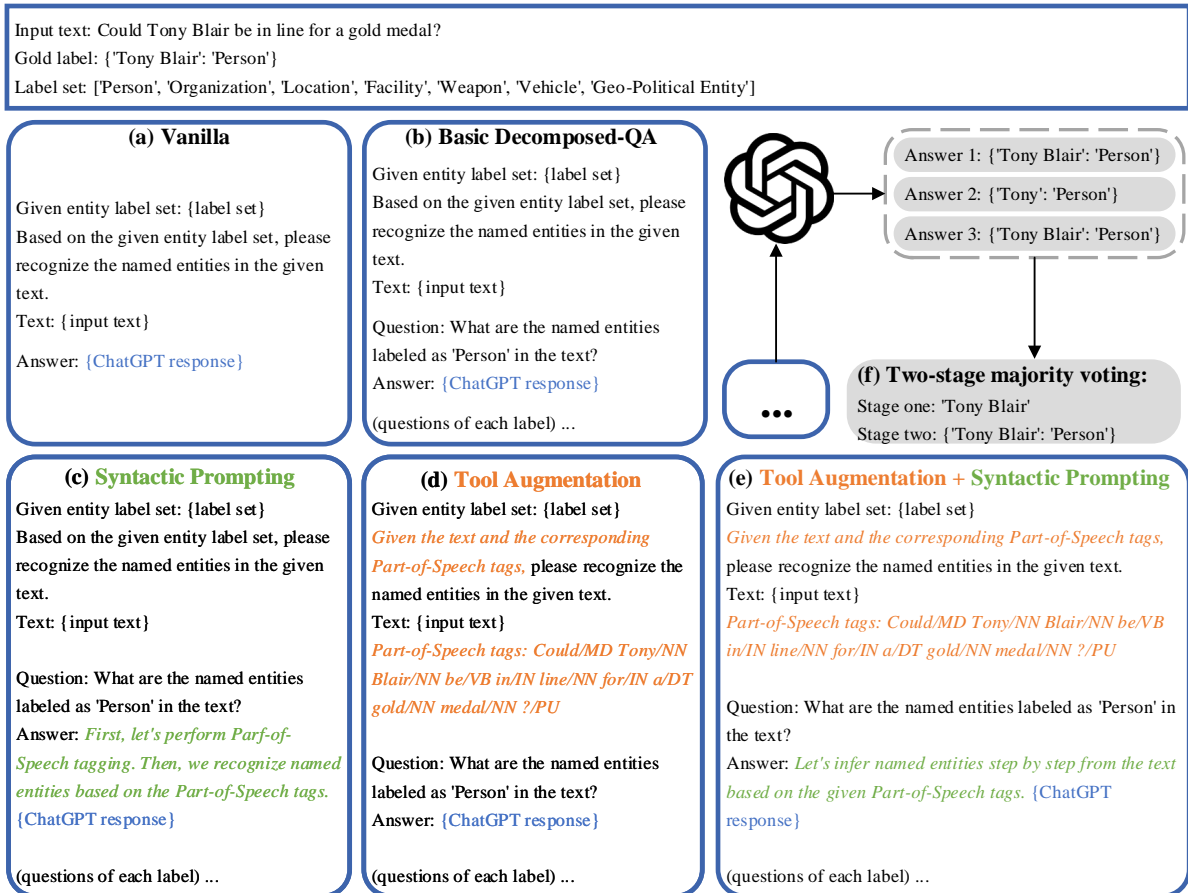 Input text: Could Tony Blair be in line for a gold medal?
Gold label: {'Tony Blair': 'Person'}
Label set: ['Person', 'Organization', 'Location', 'Facility', 'Weapon', 'Vehicle', 'Geo-Political Entity']
(a) Vanilla
Given entity label set: {label set}
Based on the given entity label set, please
recognize the named entities in the given
text.
Text: {input text}
Answer: {ChatGPT response}
(b) Basic Decomposed-QA
Given entity label set: {label set}
Based on the given entity label set, please
recognize the named entities in the given
text.
Text: {input text}
Question: What are the named entities
labeled as 'Person' in the text?
Answer: {ChatGPT response}
(questions of each label) ...
Answer 1: {'Tony Blair': 'Person'}
Answer 2: {'Tony': 'Person'}
Answer 3: {'Tony Blair': 'Person'}
...
(f) Two-stage majority voting:
Stage one: 'Tony Blair'
Stage two: {'Tony Blair': 'Person'}
(c) Syntactic Prompting
Given entity label set: {label set}
Based on the given entity label set, please
recognize the named entities in the given
text.
Text: {input text}
Question: What are the named entities
labeled as 'Person' in the text?
Answer: First, let's perform Parf-of-
Speech tagging. Then, we recognize named
entities based on the Part-of-Speech tags.
{ChatGPT response}
(questions of each label) ...
(d) Tool Augmentation
Given entity label set: {label set}
Given the text and the corresponding
Part-of-Speech tags, please recognize the
named entities in the given text.
Text: {input text}
Part-of-Speech tags: Could/MD Tony/NN
Blair/NN be/VB in/IN line/NN for/IN a/DT
gold/NN medal/NN ?/PU
Question: What are the named entities
labeled as 'Person' in the text?
Answer: {ChatGPT response}
(questions of each label) ...
(e) Tool Augmentation + Syntactic Prompting
Given entity label set: {label set}
Given the text and the corresponding Part-of-Speech tags,
please recognize the named entities in the given text.
Text: {input text}
Part-of-Speech tags: Could/MD Tony/NN Blair/NN be/VB
in/IN line/NN for/IN a/DT gold/NN medal/NN ?/PU
Question: What are the named entities labeled as 'Person' in
the text?
Answer: Let's infer named entities step by step from the text
based on the given Part-of-Speech tags. {ChatGPT
response}
(questions of each label) ...